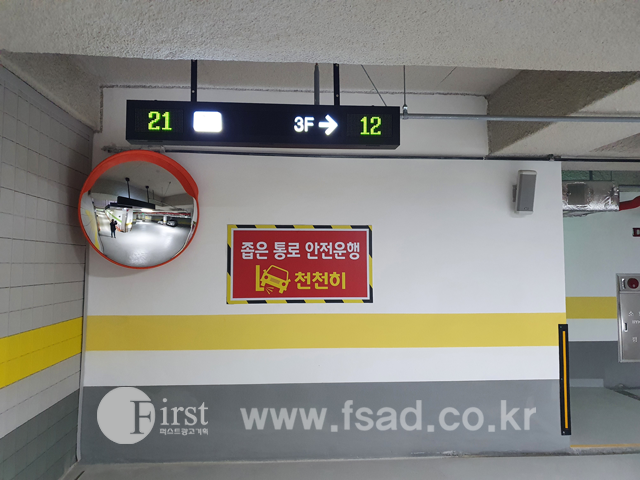 21 3F → 12
좁은 통로 안전운행
천천히
First
퍼스트광고기획
www.fsad.co.kr